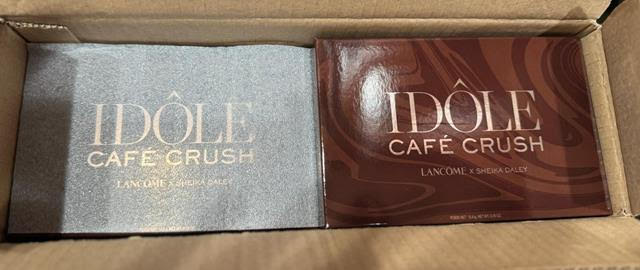 IDÔLE
CAFÉ CRUSH
LANCÔME X SHEIKA DALEY
IDÔLE
CAFÉ CRUSH
LANCÔME X SHEIKA DALEY